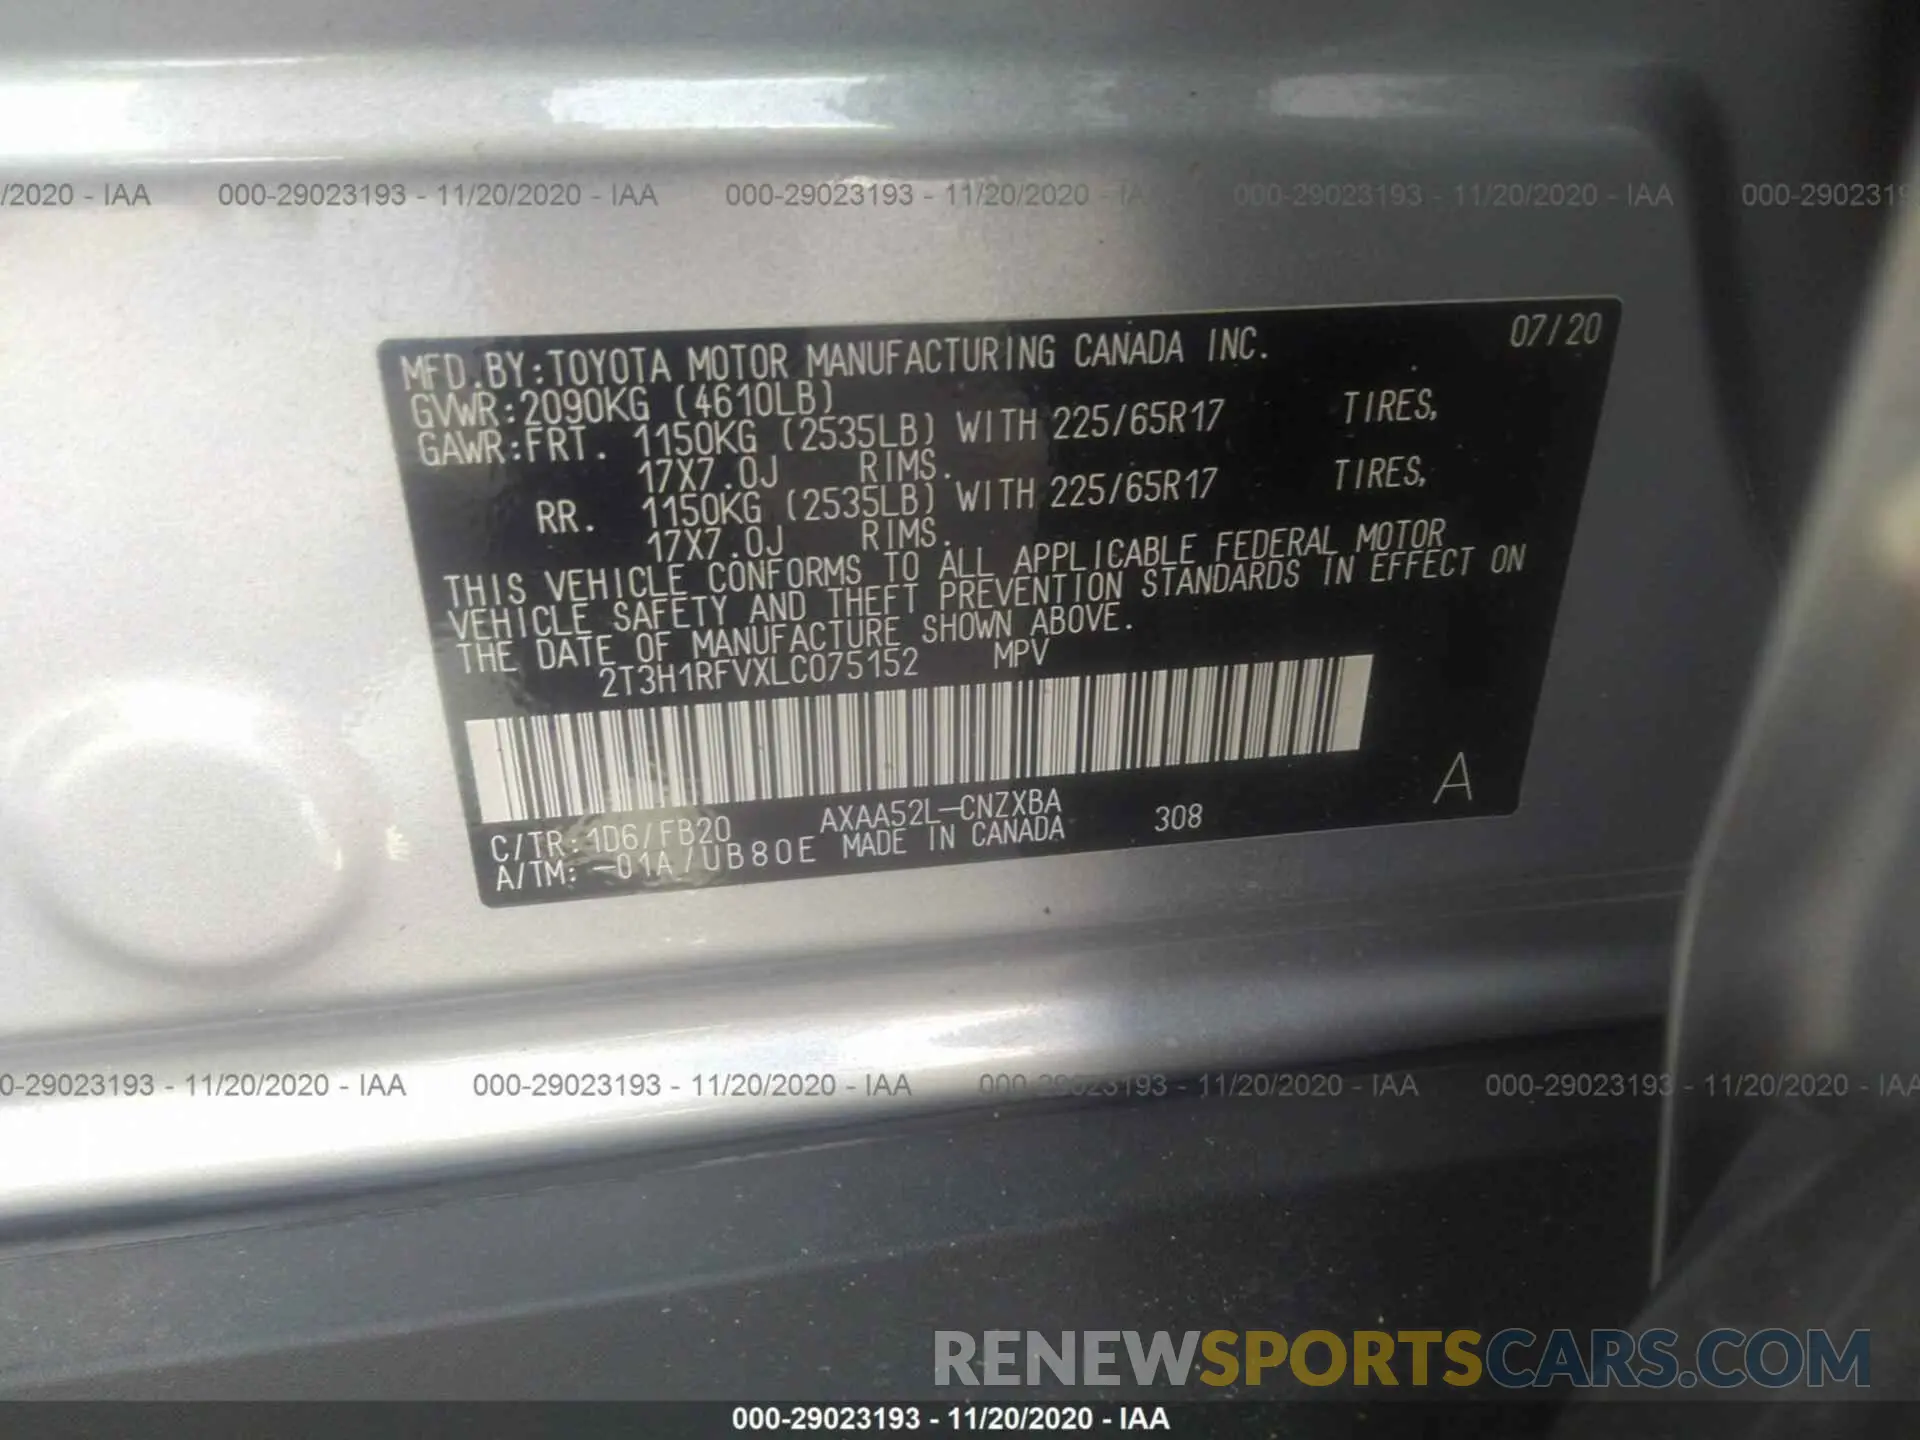 /2020 - IAA 000-29023193 - 11/20/2020 - IAA 000-29023193 - 11/20/2020 - IA 000-29023193 - 11/20/2020 - IAA 000-2902319
MFD.BY:TOYOTA MOTOR MANUFACTURING CANADA INC. 07/20
GVWR:2090KG (4610LB)
GAWR:FRT. 1150KG (2535LB) WITH 225/65R17 TIRES,
17X7.0J RIMS.
RR. 1150KG (2535LB) WITH 225/65R17 TIRES,
17X7.0J RIMS.
THIS VEHICLE CONFORMS TO ALL APPLICABLE FEDERAL MOTOR
VEHICLE SAFETY AND THEFT PREVENTION STANDARDS IN EFFECT ON
THE DATE OF MANUFACTURE SHOWN ABOVE.
2T3H1RFVXLC075152 MPV
C/TR:1D6/FB20 AXAA52L-CNZXBA 308 A
A/TM: -01A/UB80E MADE IN CANADA
0-29023193 - 11/20/2020 - IAA 000-29023193 - 11/20/2020 - IAA 000-29023193 - 11/20/2020 - IAA 000-29023193 - 11/20/2020 - IAA
RENEWSPORTSCARS.COM
000-29023193 - 11/20/2020 - IAA